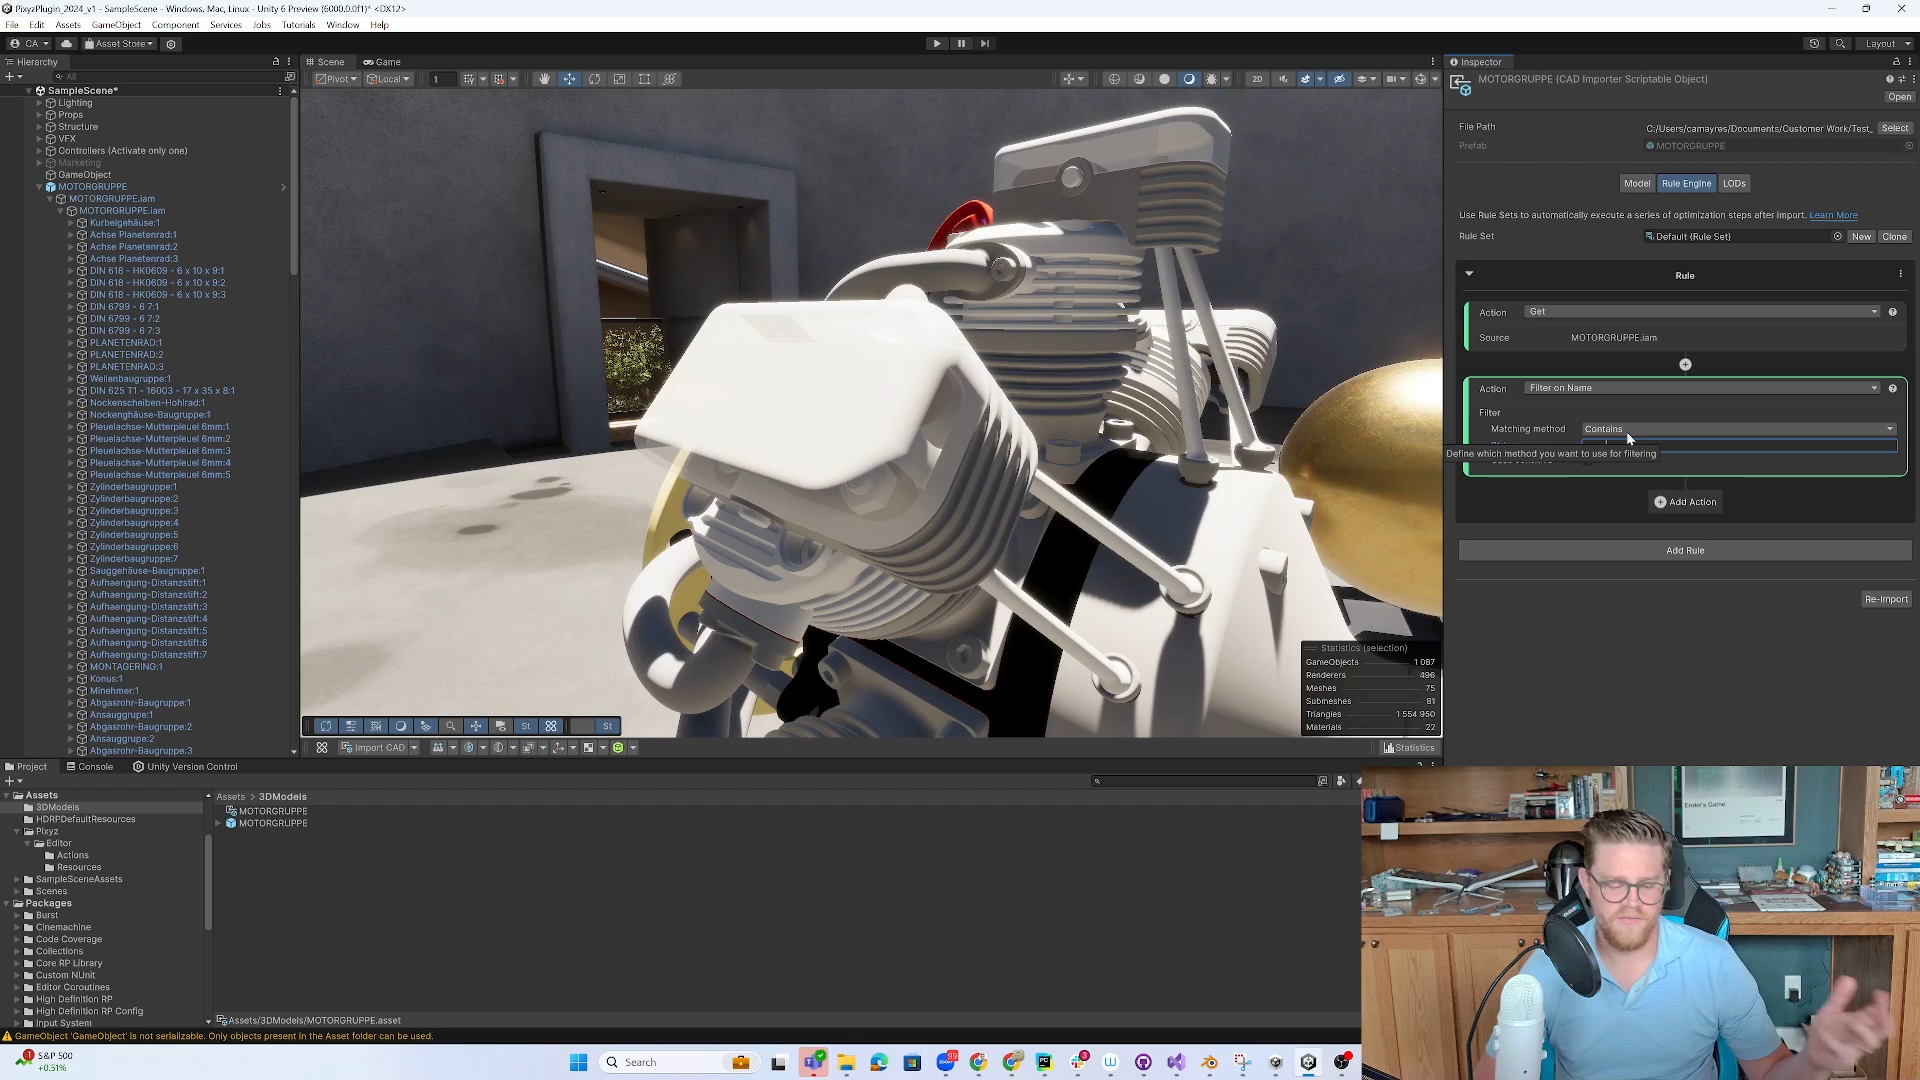 PixyzPlugin_2024_v1 - SampleScene - Windows, Mac, Linux - Unity 6 Preview (6000.0.0f1)* <DX12>
File Edit Assets GameObject Component Services Jobs Tutorials Window Help
CA Asset Store Layout
Hierarchy
All
SampleScene*
Lighting
Props
Structure
VFX
Controllers (Activate only one)
Marketing
GameObject
MOTORGRUPPE
MOTORGRUPPE.iam
MOTORGRUPPE.iam
Kurbelgehäuse:1
Achse Planetenrad:1
Achse Planetenrad:2
Achse Planetenrad:3
DIN 618 - HK0609 - 6 x 10 x 9:1
DIN 618 - HK0609 - 6 x 10 x 9:2
DIN 618 - HK0609 - 6 x 10 x 9:3
DIN 6799 - 6 7:1
DIN 6799 - 6 7:2
DIN 6799 - 6 7:3
PLANETENRAD:1
PLANETENRAD:2
PLANETENRAD:3
Wellenbaugruppe:1
DIN 625 T1 - 16003 - 17 x 35 x 8:1
Nockenscheiben-Hohlrad:1
Nockenghäuse-Baugruppe:1
Pleuelachse-Mutterpleuel 6mm:1
Pleuelachse-Mutterpleuel 6mm:2
Pleuelachse-Mutterpleuel 6mm:3
Pleuelachse-Mutterpleuel 6mm:4
Pleuelachse-Mutterpleuel 6mm:5
Zylinderbaugruppe:1
Zylinderbaugruppe:2
Zylinderbaugruppe:3
Zylinderbaugruppe:4
Zylinderbaugruppe:5
Zylinderbaugruppe:6
Zylinderbaugruppe:7
Sauggehäuse-Baugruppe:1
Aufhaengung-Distanzstift:1
Aufhaengung-Distanzstift:2
Aufhaengung-Distanzstift:3
Aufhaengung-Distanzstift:4
Aufhaengung-Distanzstift:5
Aufhaengung-Distanzstift:6
Aufhaengung-Distanzstift:7
MONTAGERING:1
Konus:1
Minehmer:1
Abgasrohr-Baugruppe:1
Ansauggrupe:1
Abgasrohr-Baugruppe:2
Ansauggrupe:2
Abgasrohr-Baugruppe:3
Scene Game
Pivot Local 1 2D
Statistics (selection)
GameObjects 1 087
Renderers 496
Meshes 75
Submeshes 91
Triangles 1 554 950
Materials 22
St St
Import CAD Statistics
Inspector
MOTORGRUPPE (CAD Importer Scriptable Object)
Open
File Path C:/Users/camayres/Documents/Customer Work/Test_ Select
Prefab MOTORGRUPPE
Model Rule Engine LODs
Use Rule Sets to automatically execute a series of optimization steps after import. Learn More
Rule Set Default (Rule Set) New Clone
Rule
Action Get
Source MOTORGRUPPE.iam
Action Filter on Name
Filter
Matching method Contains
Define which method you want to use for filtering
Add Action
Add Rule
Re-Import
Project Console Unity Version Control
Assets
3DModels
HDRPDefaultResources
Pixyz
Editor
Actions
Resources
SampleSceneAssets
Scenes
Packages
Burst
Cinemachine
Code Coverage
Collections
Core RP Library
Custom NUnit
Editor Coroutines
High Definition RP
High Definition RP Config
Input System
Assets > 3DModels
MOTORGRUPPE
MOTORGRUPPE
Assets/3DModels/MOTORGRUPPE.asset
GameObject 'GameObject' is not serializable. Only objects present in the Asset folder can be used.
Ender's Game
1 S&P 500
+0.51%
Search
99
3